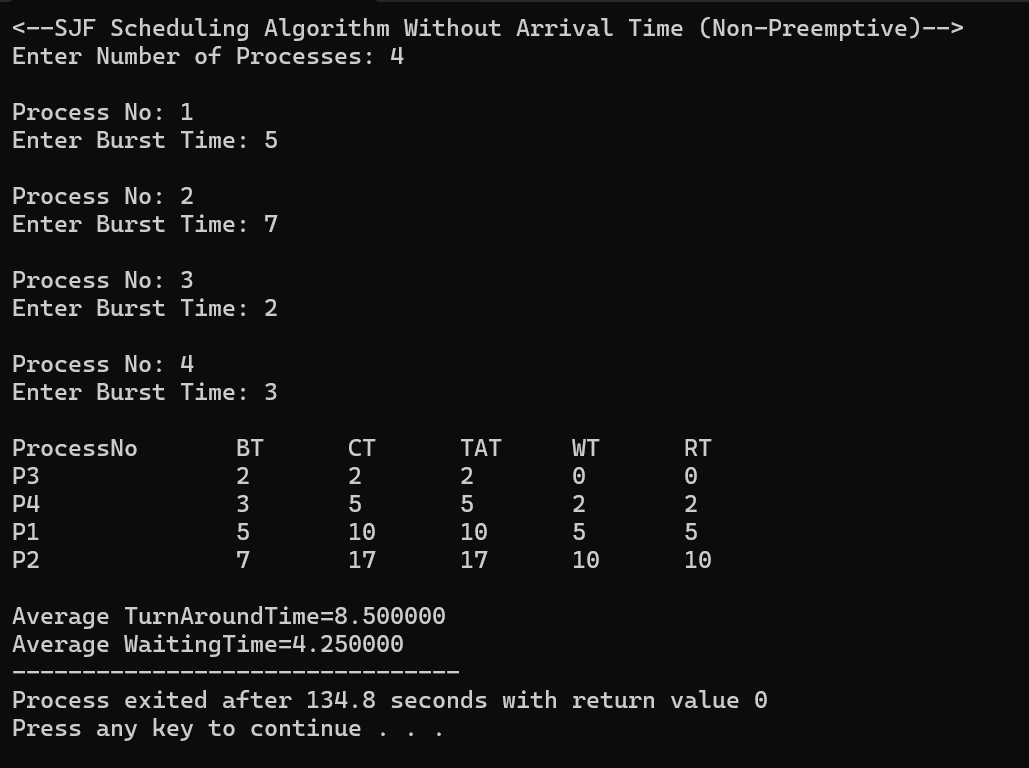 <--SJF Scheduling Algorithm Without Arrival Time (Non-Preemptive)-->
Enter Number of Processes: 4
Process No: 1
Enter Burst Time: 5
Process No: 2
Enter Burst Time: 7
Process No: 3
Enter Burst Time: 2
Process No: 4
Enter Burst Time: 3
ProcessNo BT CT TAT WT RT
P3 2 2 2 0 0
P4 3 5 5 2 2
P1 5 10 10 5 5
P2 7 17 17 10 10
Average TurnAroundTime=8.500000
Average WaitingTime=4.250000
--------------------------------
Process exited after 134.8 seconds with return value 0
Press any key to continue . . .